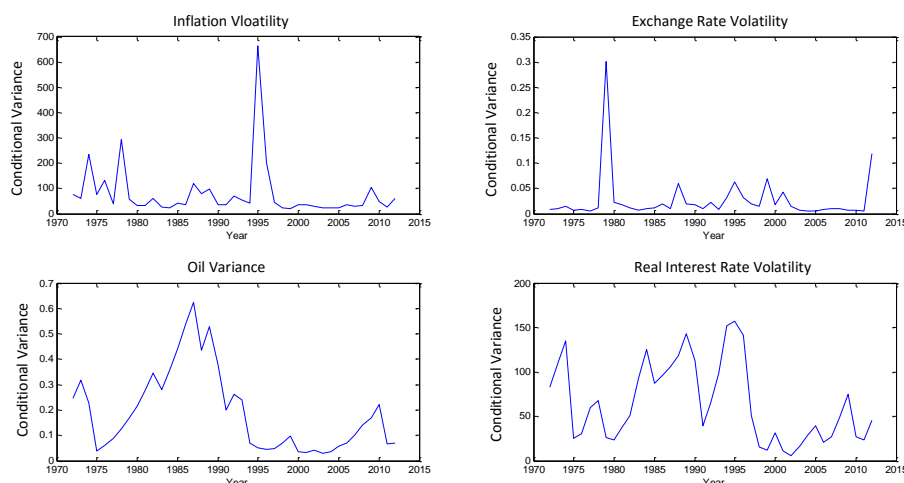 Inflation Vloatility
Conditional Variance
700
600
500
400
300
200
100
0
1970 1975 1980 1985 1990 1995 2000 2005 2010 2015
Year
Exchange Rate Volatility
Conditional Variance
0.35
0.3
0.25
0.2
0.15
0.1
0.05
0
1970 1975 1980 1985 1990 1995 2000 2005 2010 2015
Year
Oil Variance
Conditional Variance
0.7
0.6
0.5
0.4
0.3
0.2
0.1
0
1970 1975 1980 1985 1990 1995 2000 2005 2010 2015
Year
Real Interest Rate Volatility
Conditional Variance
200
150
100
50
0
1970 1975 1980 1985 1990 1995 2000 2005 2010 2015
Year